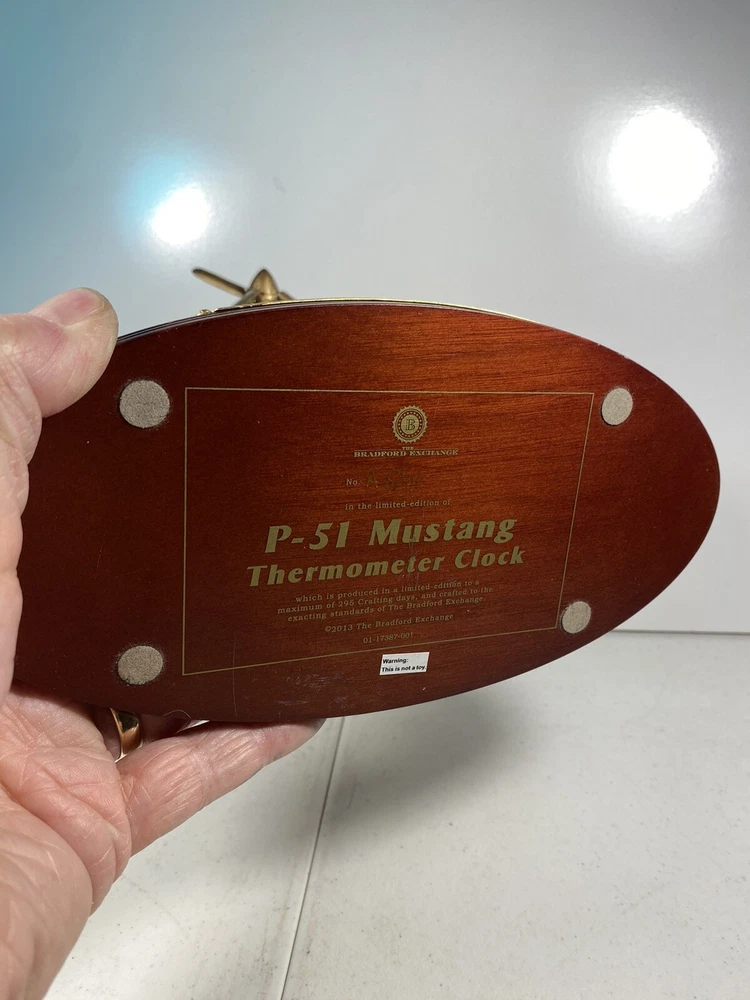 B
THE
BRADFORD EXCHANGE
No.
in the limited-edition of
P-51 Mustang
Thermometer Clock
which is produced in a limited-edition to a
maximum of 295 Crafting days, and crafted to the
exacting standards of The Bradford Exchange.
©2013 The Bradford Exchange
01-17387-001
Warning:
This is not a toy.